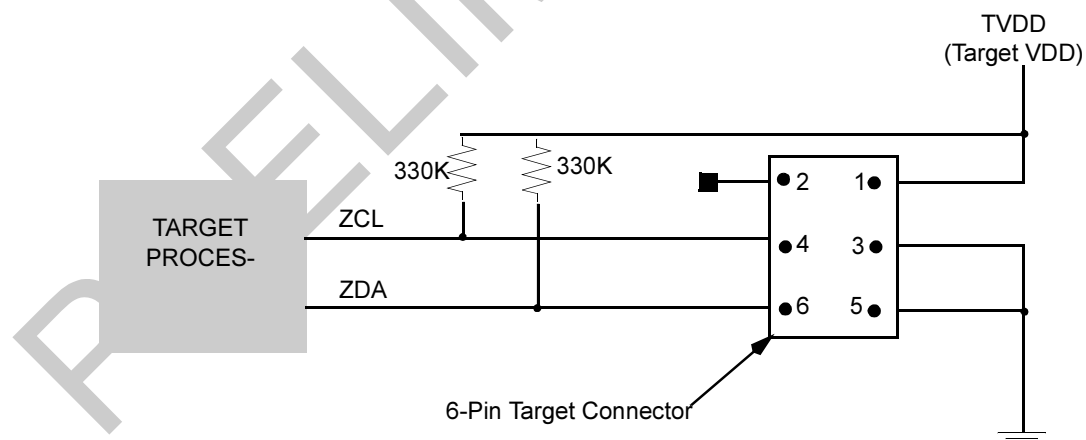 TVDD
(Target VDD)
330K
330K
2
1
TARGET
PROCES-
ZCL
4
3
ZDA
6
5
6-Pin Target Connector